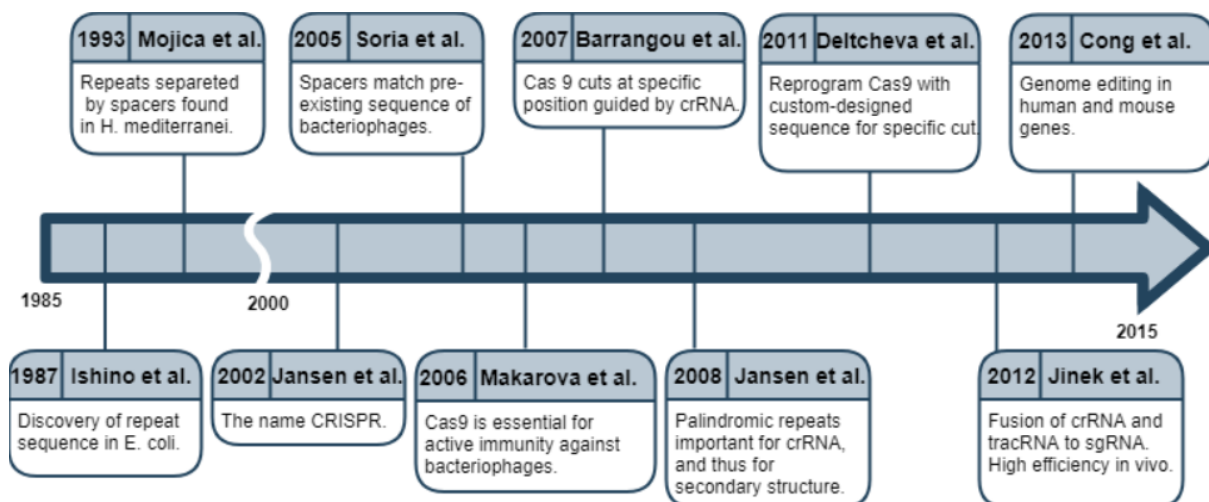 1993 Mojica et al.
Repeats separeted
by spacers found
in H. mediterranei.
2005 Soria et al.
Spacers match pre-
existing sequence of
bacteriophages.
2007 Barrangou et al.
Cas 9 cuts at specific
position guided by crRNA.
2011 Deltcheva et al.
Reprogram Cas9 with
custom-designed
sequence for specific cut.
2013 Cong et al.
Genome editing in
human and mouse
genes.
1985
2000
2015
1987 Ishino et al.
Discovery of repeat
sequence in E. coli.
2002 Jansen et al.
The name CRISPR.
2006 Makarova et al.
Cas9 is essential for
active immunity against
bacteriophages.
2008 Jansen et al.
Palindromic repeats
important for crRNA,
and thus for
secondary structure.
2012 Jinek et al.
Fusion of crRNA and
tracRNA to sgRNA.
High efficiency in vivo.